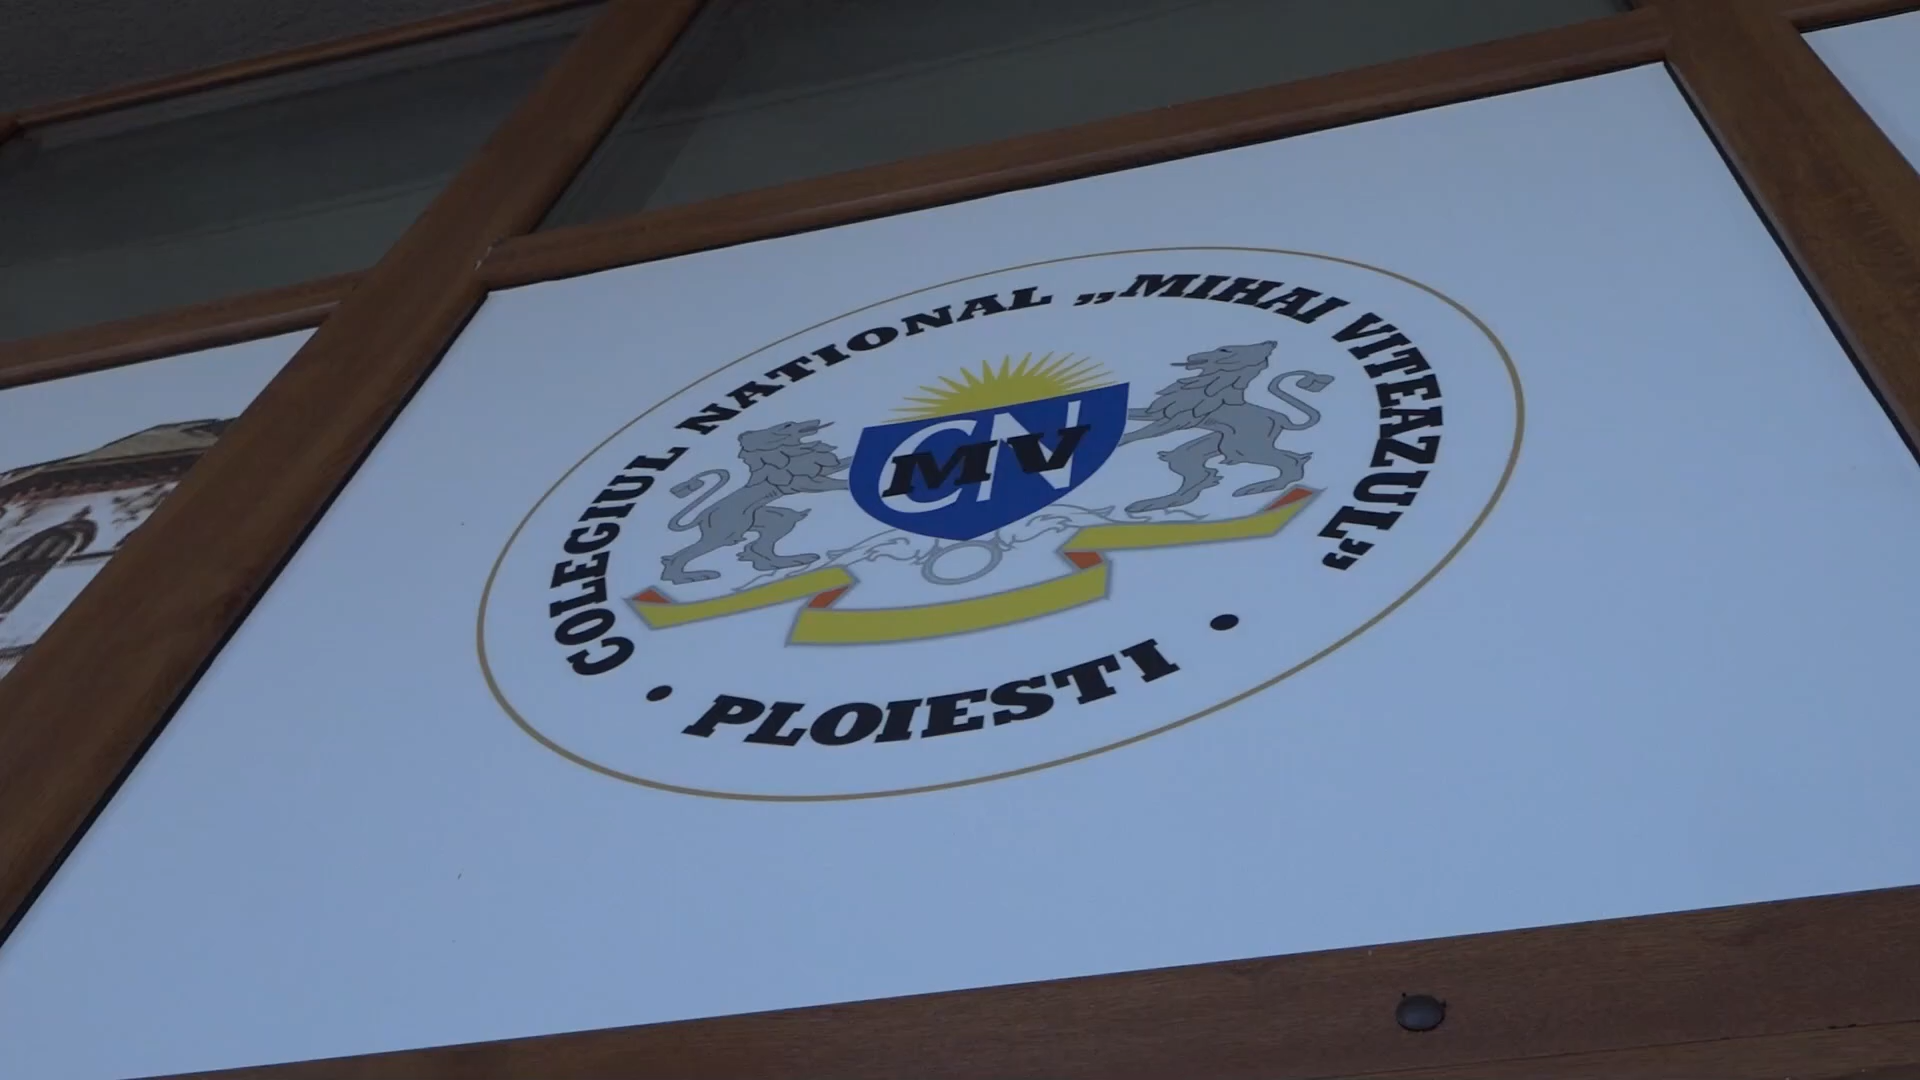 COLEGIUL NATIONAL „MIHAI VITEAZUL”
CN
MV
• PLOIESTI •